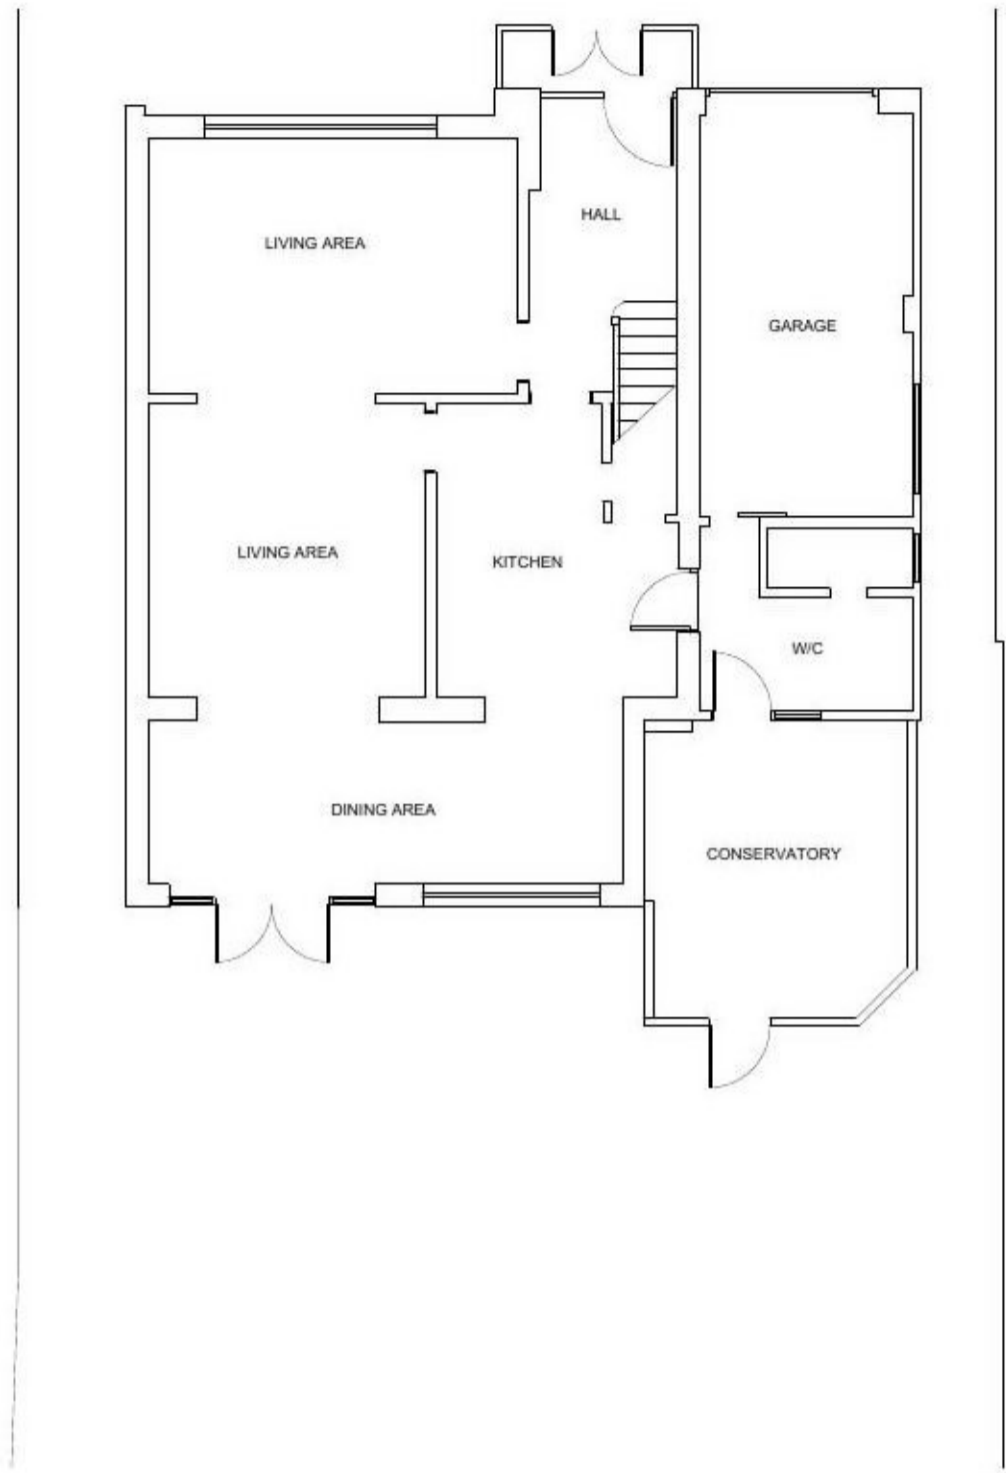 HALL
LIVING AREA
GARAGE
LIVING AREA
KITCHEN
W/C
DINING AREA
CONSERVATORY